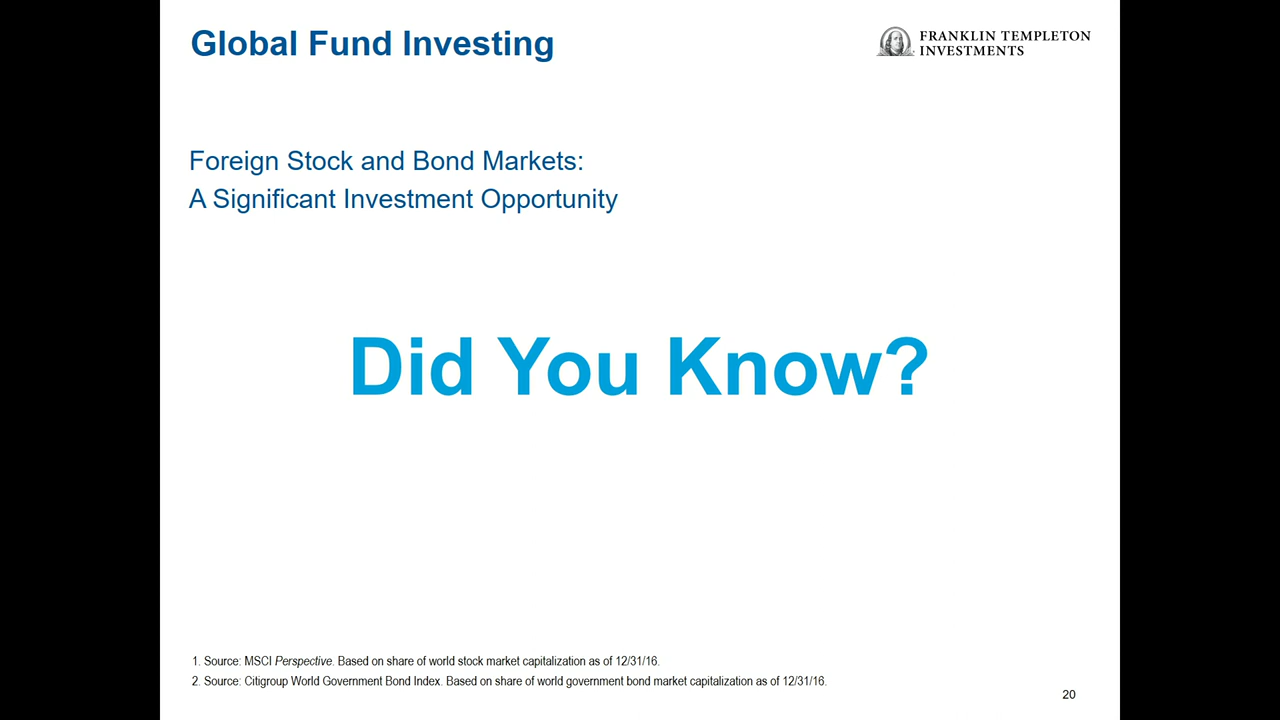 Global Fund Investing
FRANKLIN TEMPLETON
INVESTMENTS
Foreign Stock and Bond Markets:
A Significant Investment Opportunity
Did You Know?
1. Source: MSCI Perspective. Based on share of world stock market capitalization as of 12/31/16.
2. Source: Citigroup World Government Bond Index. Based on share of world government bond market capitalization as of 12/31/16.
20